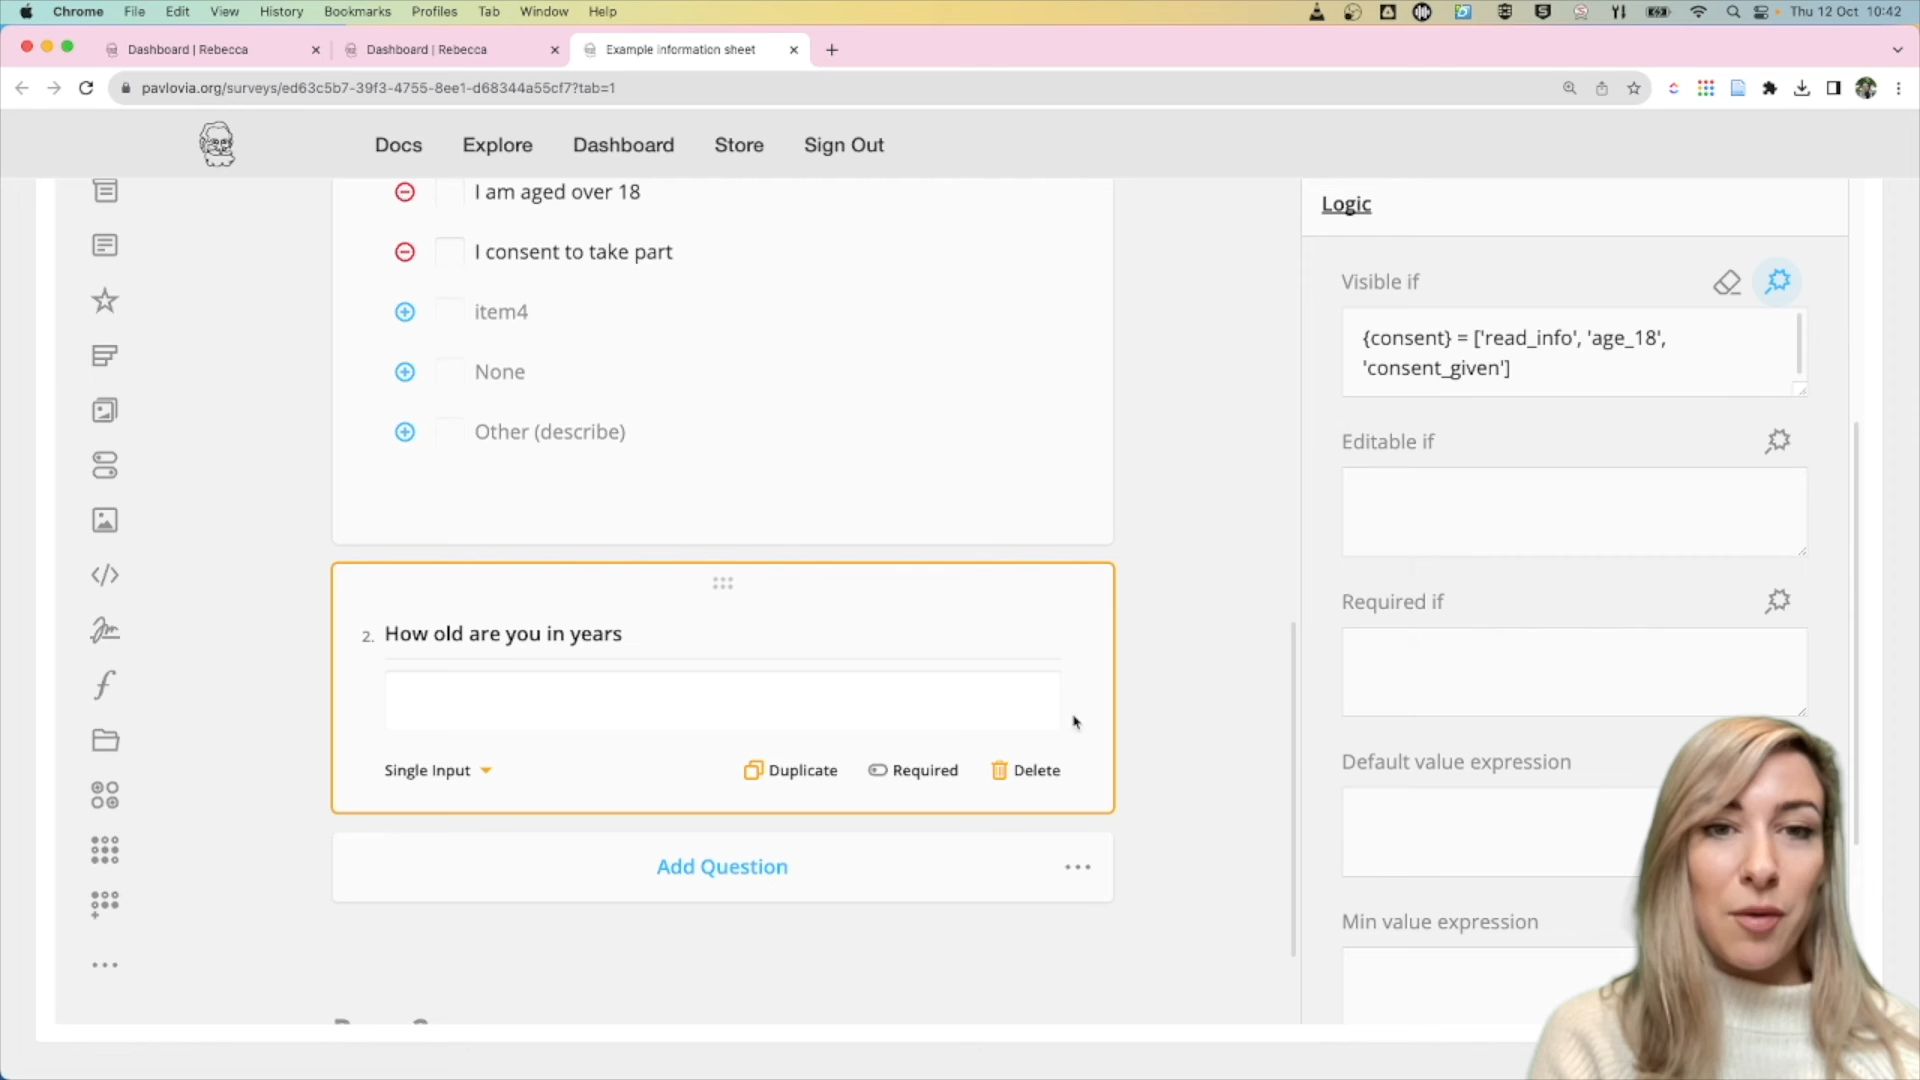 Chrome File Edit View History Bookmarks Profiles Tab Window Help Thu 12 Oct 10:42
Dashboard | Rebecca
Dashboard | Rebecca
Example information sheet
pavlovia.org/surveys/ed63c5b7-39f3-4755-8ee1-d68344a55cf7?tab=1
Docs Explore Dashboard Store Sign Out
I am aged over 18
I consent to take part
item4
None
Other (describe)
2. How old are you in years
Single Input Duplicate Required Delete
Add Question
Logic
Visible if
{consent} = ['read_info', 'age_18',
'consent_given']
Editable if
Required if
Default value expression
Min value expression